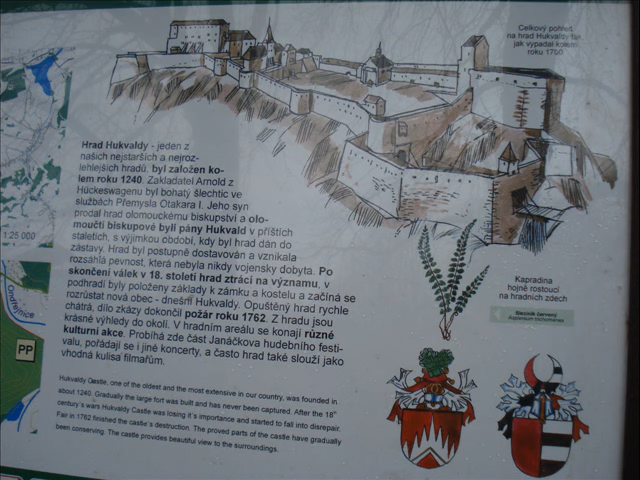 Celkový pohled
na hrad Hukvaldy tak
jak vypadal kolem
roku 1700
Hrad Hukvaldy - jeden z
našich nejstarších a nejroz-
lehlejších hradů, byl založen ko-
lem roku 1240. Zakladatel Arnold z
Hückeswagenu byl bohatý šlechtic ve
službách Přemysla Otakara I. Jeho syn
prodal hrad olomouckému biskupství a olo-
moučtí biskupové byli pány Hukvald v příštích
staletích, s výjimkou období, kdy byl hrad dán do
zástavy. Hrad byl postupně dostavován a vznikala
rozsáhlá pevnost, která nebyla nikdy vojensky dobyta. Po
skončení válek v 18. století hrad ztrácí na významu, v
podhradí byly položeny základy k zámku a kostelu a začíná se
rozrůstat nová obec - dnešní Hukvaldy. Opuštěný hrad rychle
chátrá, dílo zkázy dokončil požár roku 1762. Z hradu jsou
krásné výhledy do okolí. V hradním areálu se konají různé
kulturní akce. Probíhá zde část Janáčkova hudebního festi-
valu, pořádají se i jiné koncerty, a často hrad také slouží jako
vhodná kulisa filmařům.
Hukvaldy Castle, one of the oldest and the most extensive in our country, was founded in
about 1240. Gradually the large fort was built and has never been captured. After the 18th
century's wars Hukvaldy Castle was losing it's importance and started to fall into disrepair.
Fair in 1762 finished the castle's destruction. The proved parts of the castle have gradually
been conserving. The castle provides beautiful view to the surroundings.
Kapradina
hojně rostoucí
na hradních zdech
Sleziník červený
Asplenium trichomanes
1:25 000
Ondřejnice
PP